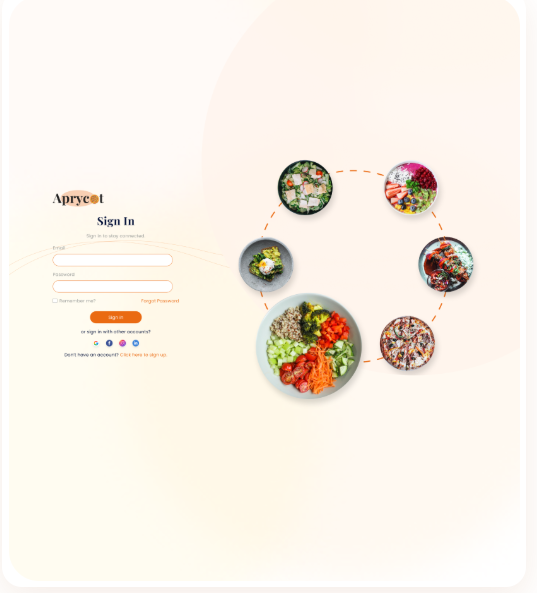 Aprycot
Sign In
Sign in to stay connected
Email
Password
Remember me?
Forgot Password
Sign In
or sign in with other accounts?
Don't have an account? Click here to sign up.